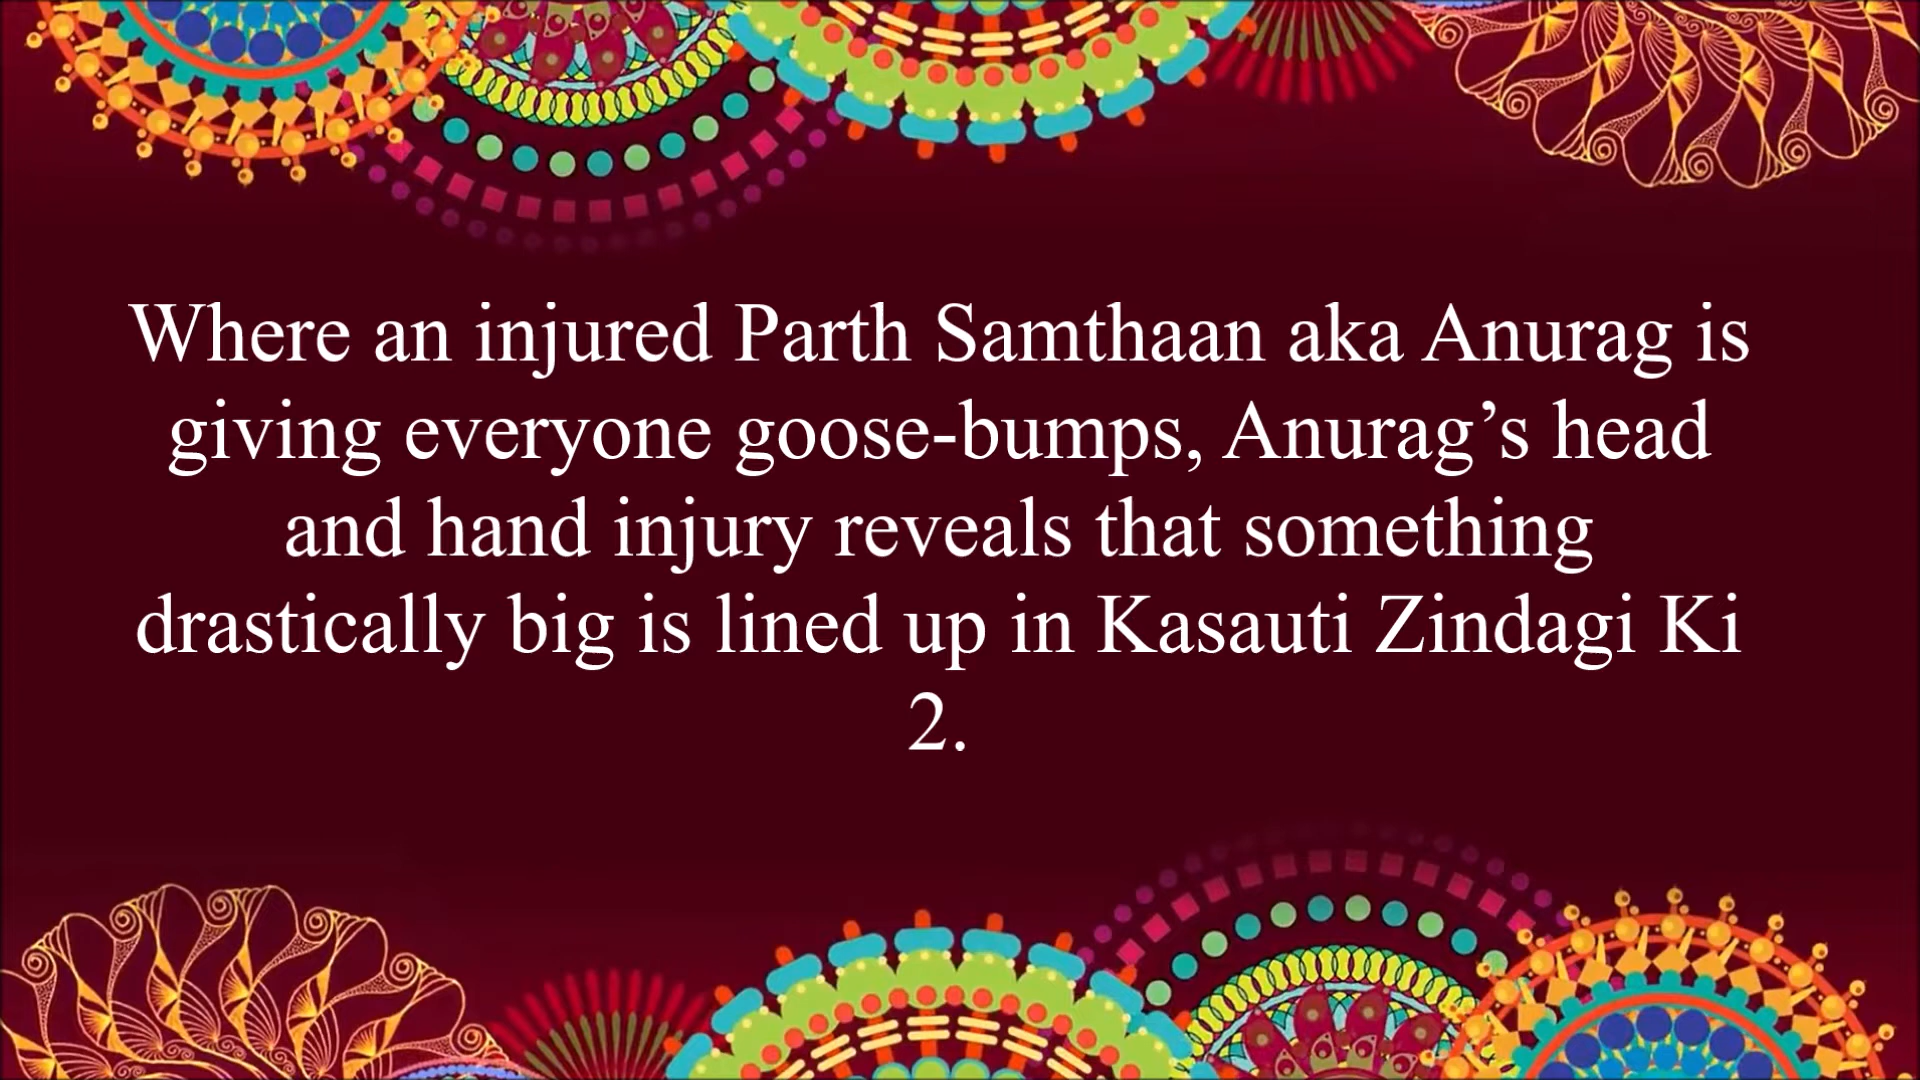 Where an injured Parth Samthaan aka Anurag is
giving everyone goose-bumps, Anurag’s head
and hand injury reveals that something
drastically big is lined up in Kasauti Zindagi Ki
2.